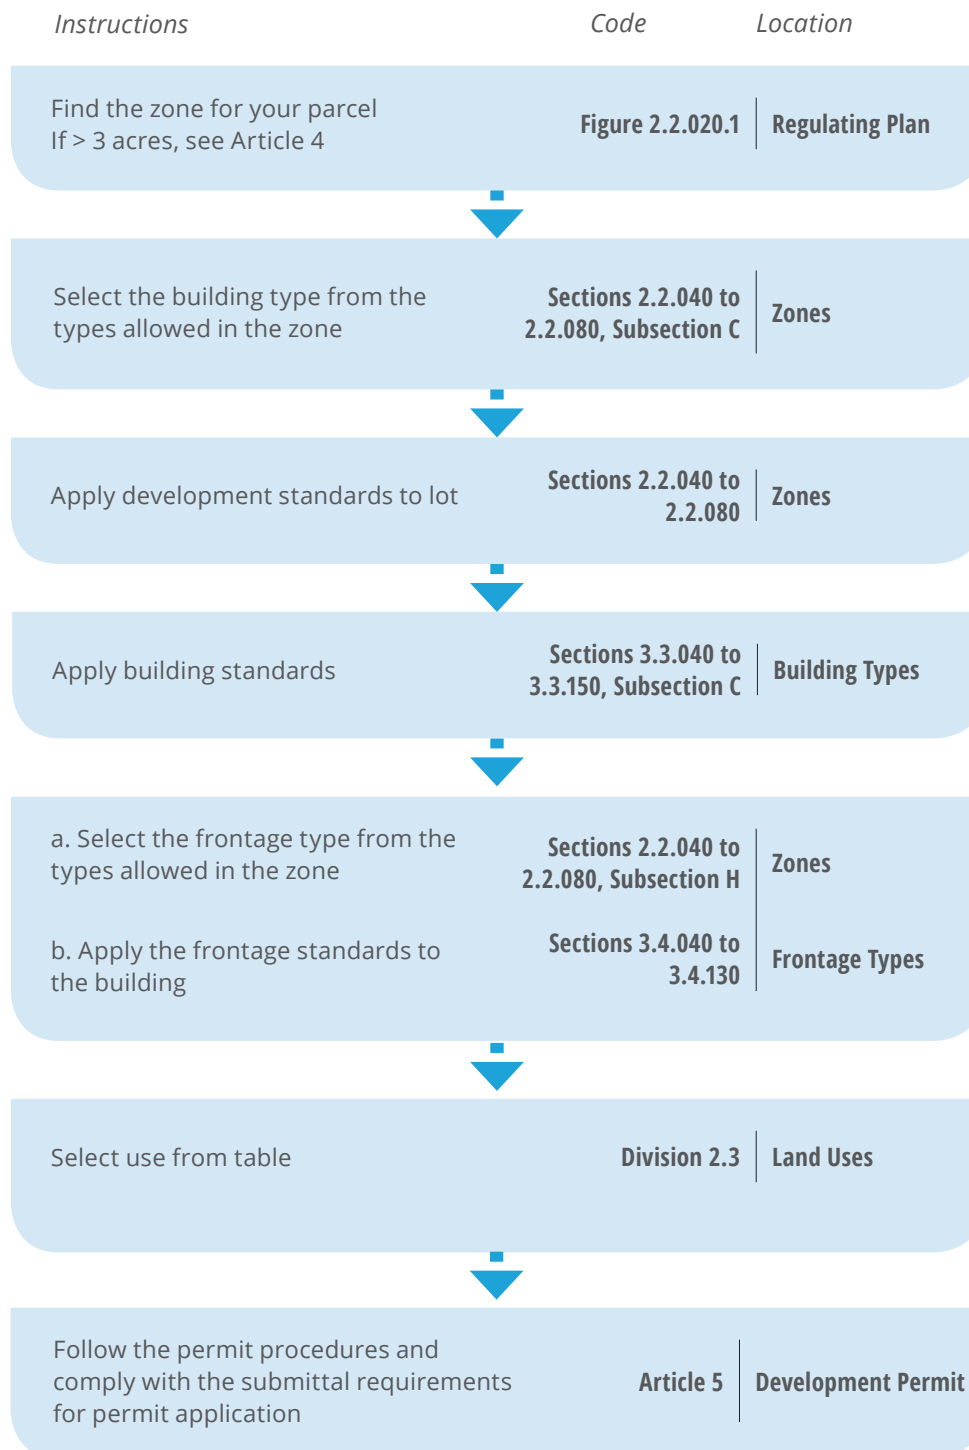 Instructions Code Location
Find the zone for your parcel
If > 3 acres, see Article 4
Figure 2.2.020.1 Regulating Plan
Select the building type from the
types allowed in the zone
Sections 2.2.040 to
2.2.080, Subsection C
Zones
Apply development standards to lot
Sections 2.2.040 to
2.2.080
Zones
Apply building standards
Sections 3.3.040 to
3.3.150, Subsection C
Building Types
a. Select the frontage type from the
types allowed in the zone
Sections 2.2.040 to
2.2.080, Subsection H
Zones
b. Apply the frontage standards to
the building
Sections 3.4.040 to
3.4.130
Frontage Types
Select use from table
Division 2.3 Land Uses
Follow the permit procedures and
comply with the submittal requirements
for permit application
Article 5 Development Permit